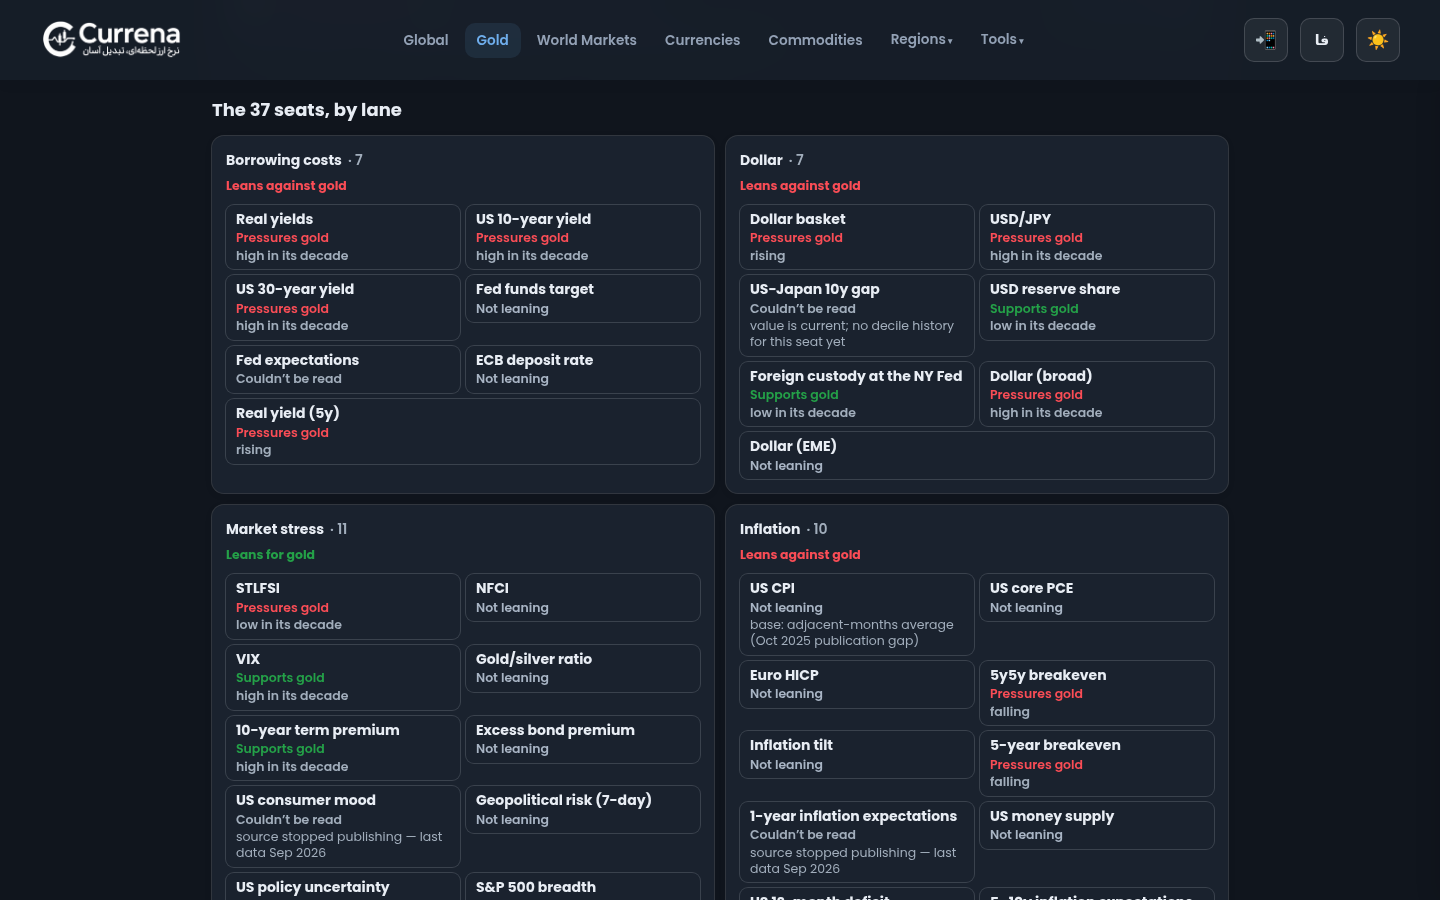 Currena
نرخ ارز لحظه‌ای، تبدیل آسان
Global
Gold
World Markets
Currencies
Commodities
Regions ▾
Tools ▾
فا
The 37 seats, by lane
Borrowing costs · 7
Leans against gold
Real yields
Pressures gold
high in its decade
US 10-year yield
Pressures gold
high in its decade
US 30-year yield
Pressures gold
high in its decade
Fed funds target
Not leaning
Fed expectations
Couldn’t be read
ECB deposit rate
Not leaning
Real yield (5y)
Pressures gold
rising
Dollar · 7
Leans against gold
Dollar basket
Pressures gold
rising
USD/JPY
Pressures gold
high in its decade
US-Japan 10y gap
Couldn’t be read
value is current; no decile history
for this seat yet
USD reserve share
Supports gold
low in its decade
Foreign custody at the NY Fed
Supports gold
low in its decade
Dollar (broad)
Pressures gold
high in its decade
Dollar (EME)
Not leaning
Market stress · 11
Leans for gold
STLFSI
Pressures gold
low in its decade
NFCI
Not leaning
VIX
Supports gold
high in its decade
Gold/silver ratio
Not leaning
10-year term premium
Supports gold
high in its decade
Excess bond premium
Not leaning
US consumer mood
Couldn’t be read
source stopped publishing — last
data Sep 2026
Geopolitical risk (7-day)
Not leaning
US policy uncertainty
S&P 500 breadth
Inflation · 10
Leans against gold
US CPI
Not leaning
base: adjacent-months average
(Oct 2025 publication gap)
US core PCE
Not leaning
Euro HICP
Not leaning
5y5y breakeven
Pressures gold
falling
Inflation tilt
Not leaning
5-year breakeven
Pressures gold
falling
1-year inflation expectations
Couldn’t be read
source stopped publishing — last
data Sep 2026
US money supply
Not leaning